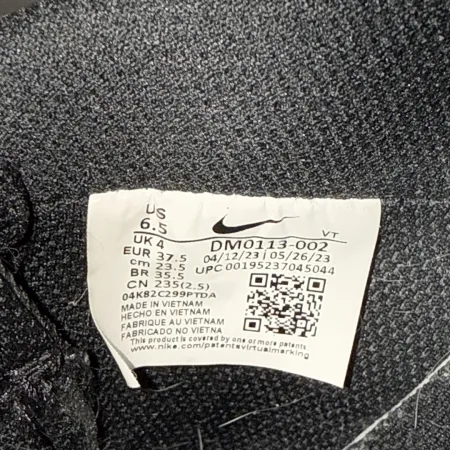 US
6.5
UK 4
EUR 37.5
cm 23.5
BR 35.5
CN 235(2.5)
VT
DM0113-002
04/12/23 | 05/26/23
UPC 00195237045044
04K82C299PTDA
MADE IN VIETNAM
HECHO EN VIETNAM
FABRIQUE AU VIETNAM
FABRICADO NO VIETNA
This product is covered by one or more patents
www.nike.com/patentsvirtualmarking